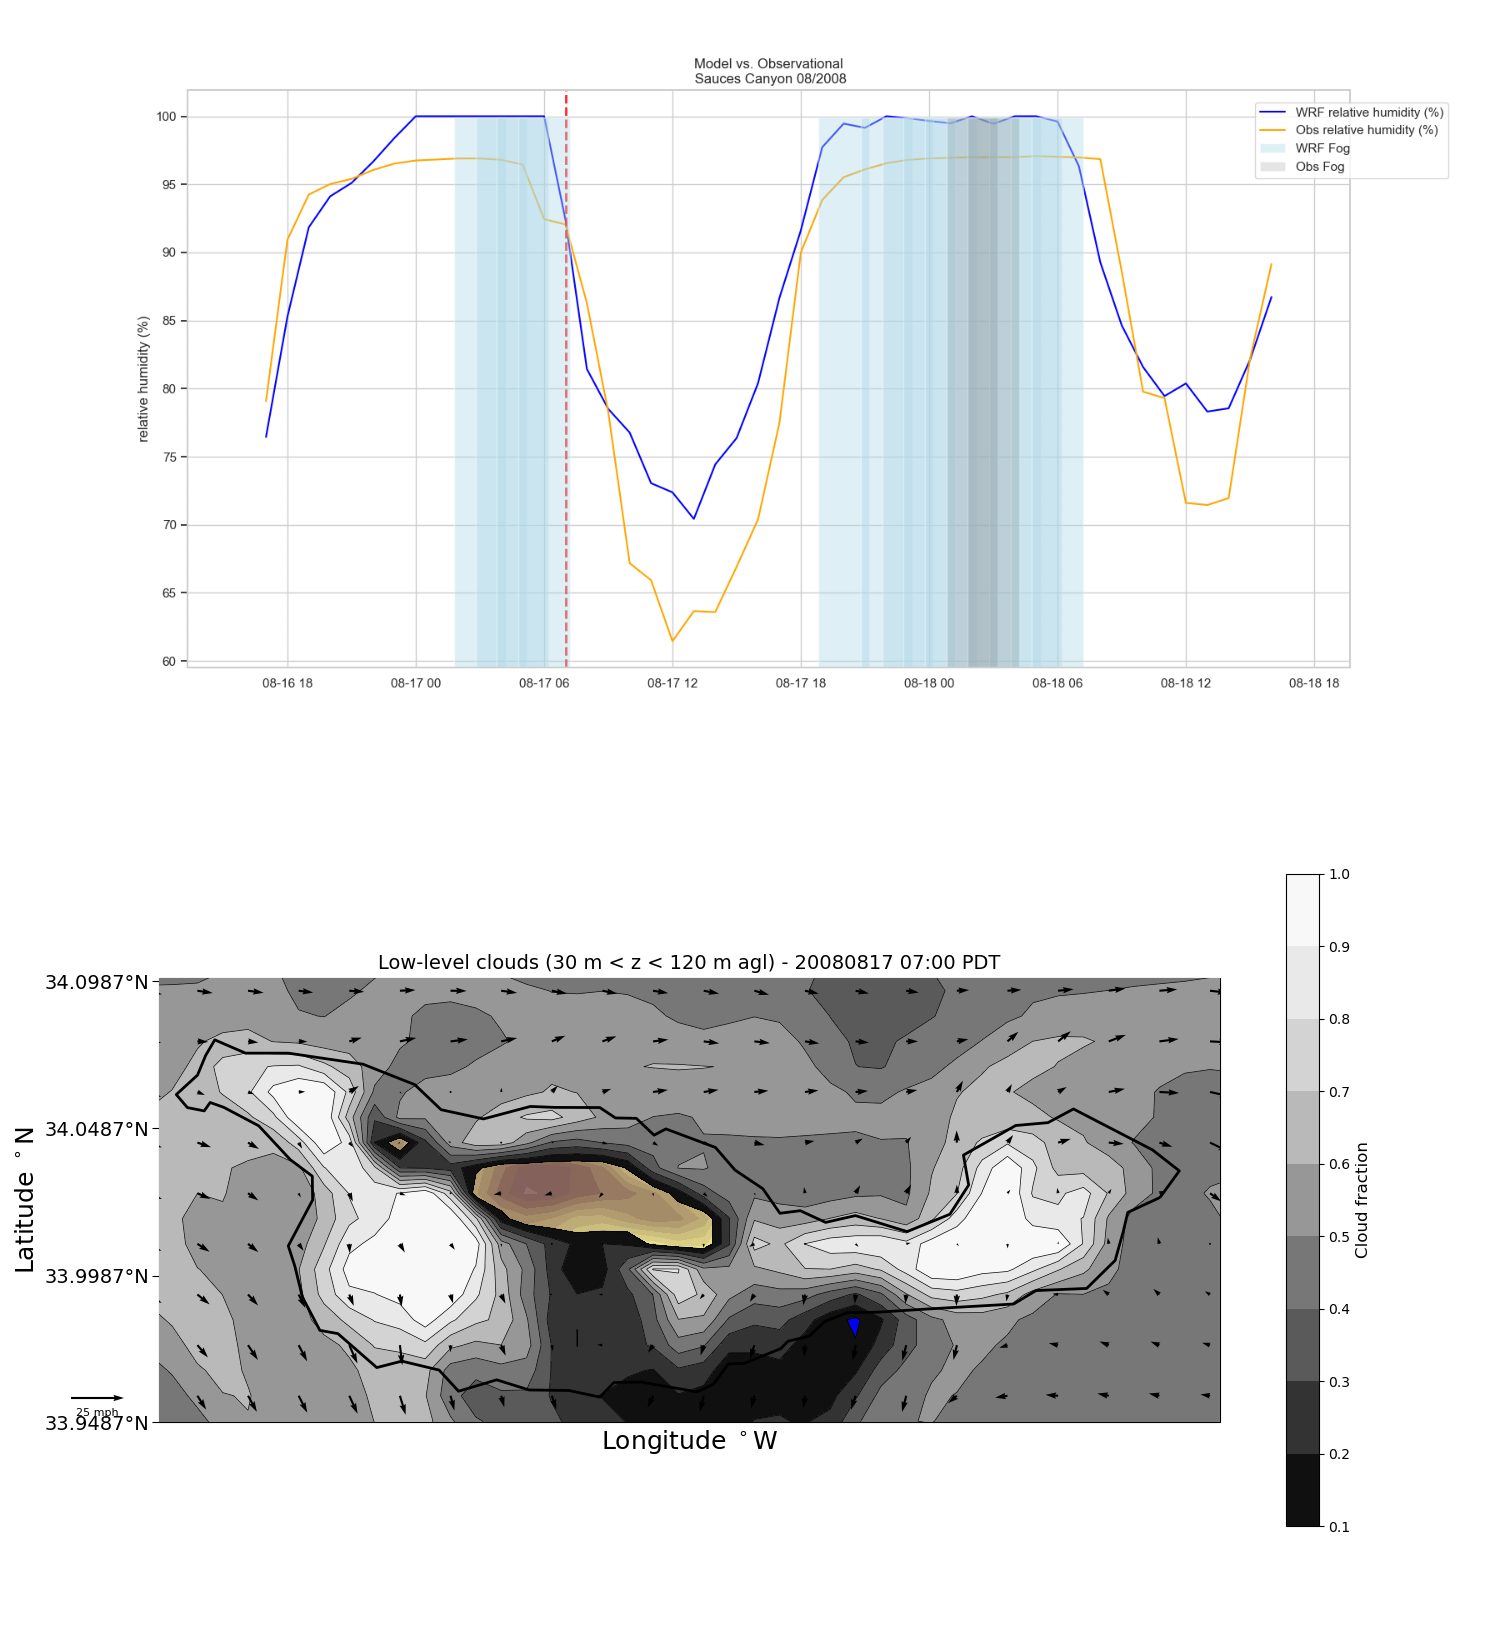 Model vs. Observational
Sauces Canyon 08/2008
WRF relative humidity (%)
Obs relative humidity (%)
WRF Fog
Obs Fog
relative humidity (%)
100
95
90
85
80
75
70
65
60
08-16 18
08-17 00
08-17 06
08-17 12
08-17 18
08-18 00
08-18 06
08-18 12
08-18 18
Low-level clouds (30 m < z < 120 m agl) - 20080817 07:00 PDT
34.0987°N
34.0487°N
33.9987°N
33.9487°N
Latitude °N
25 mph
Longitude °W
1.0
0.9
0.8
0.7
0.6
0.5
0.4
0.3
0.2
0.1
Cloud fraction